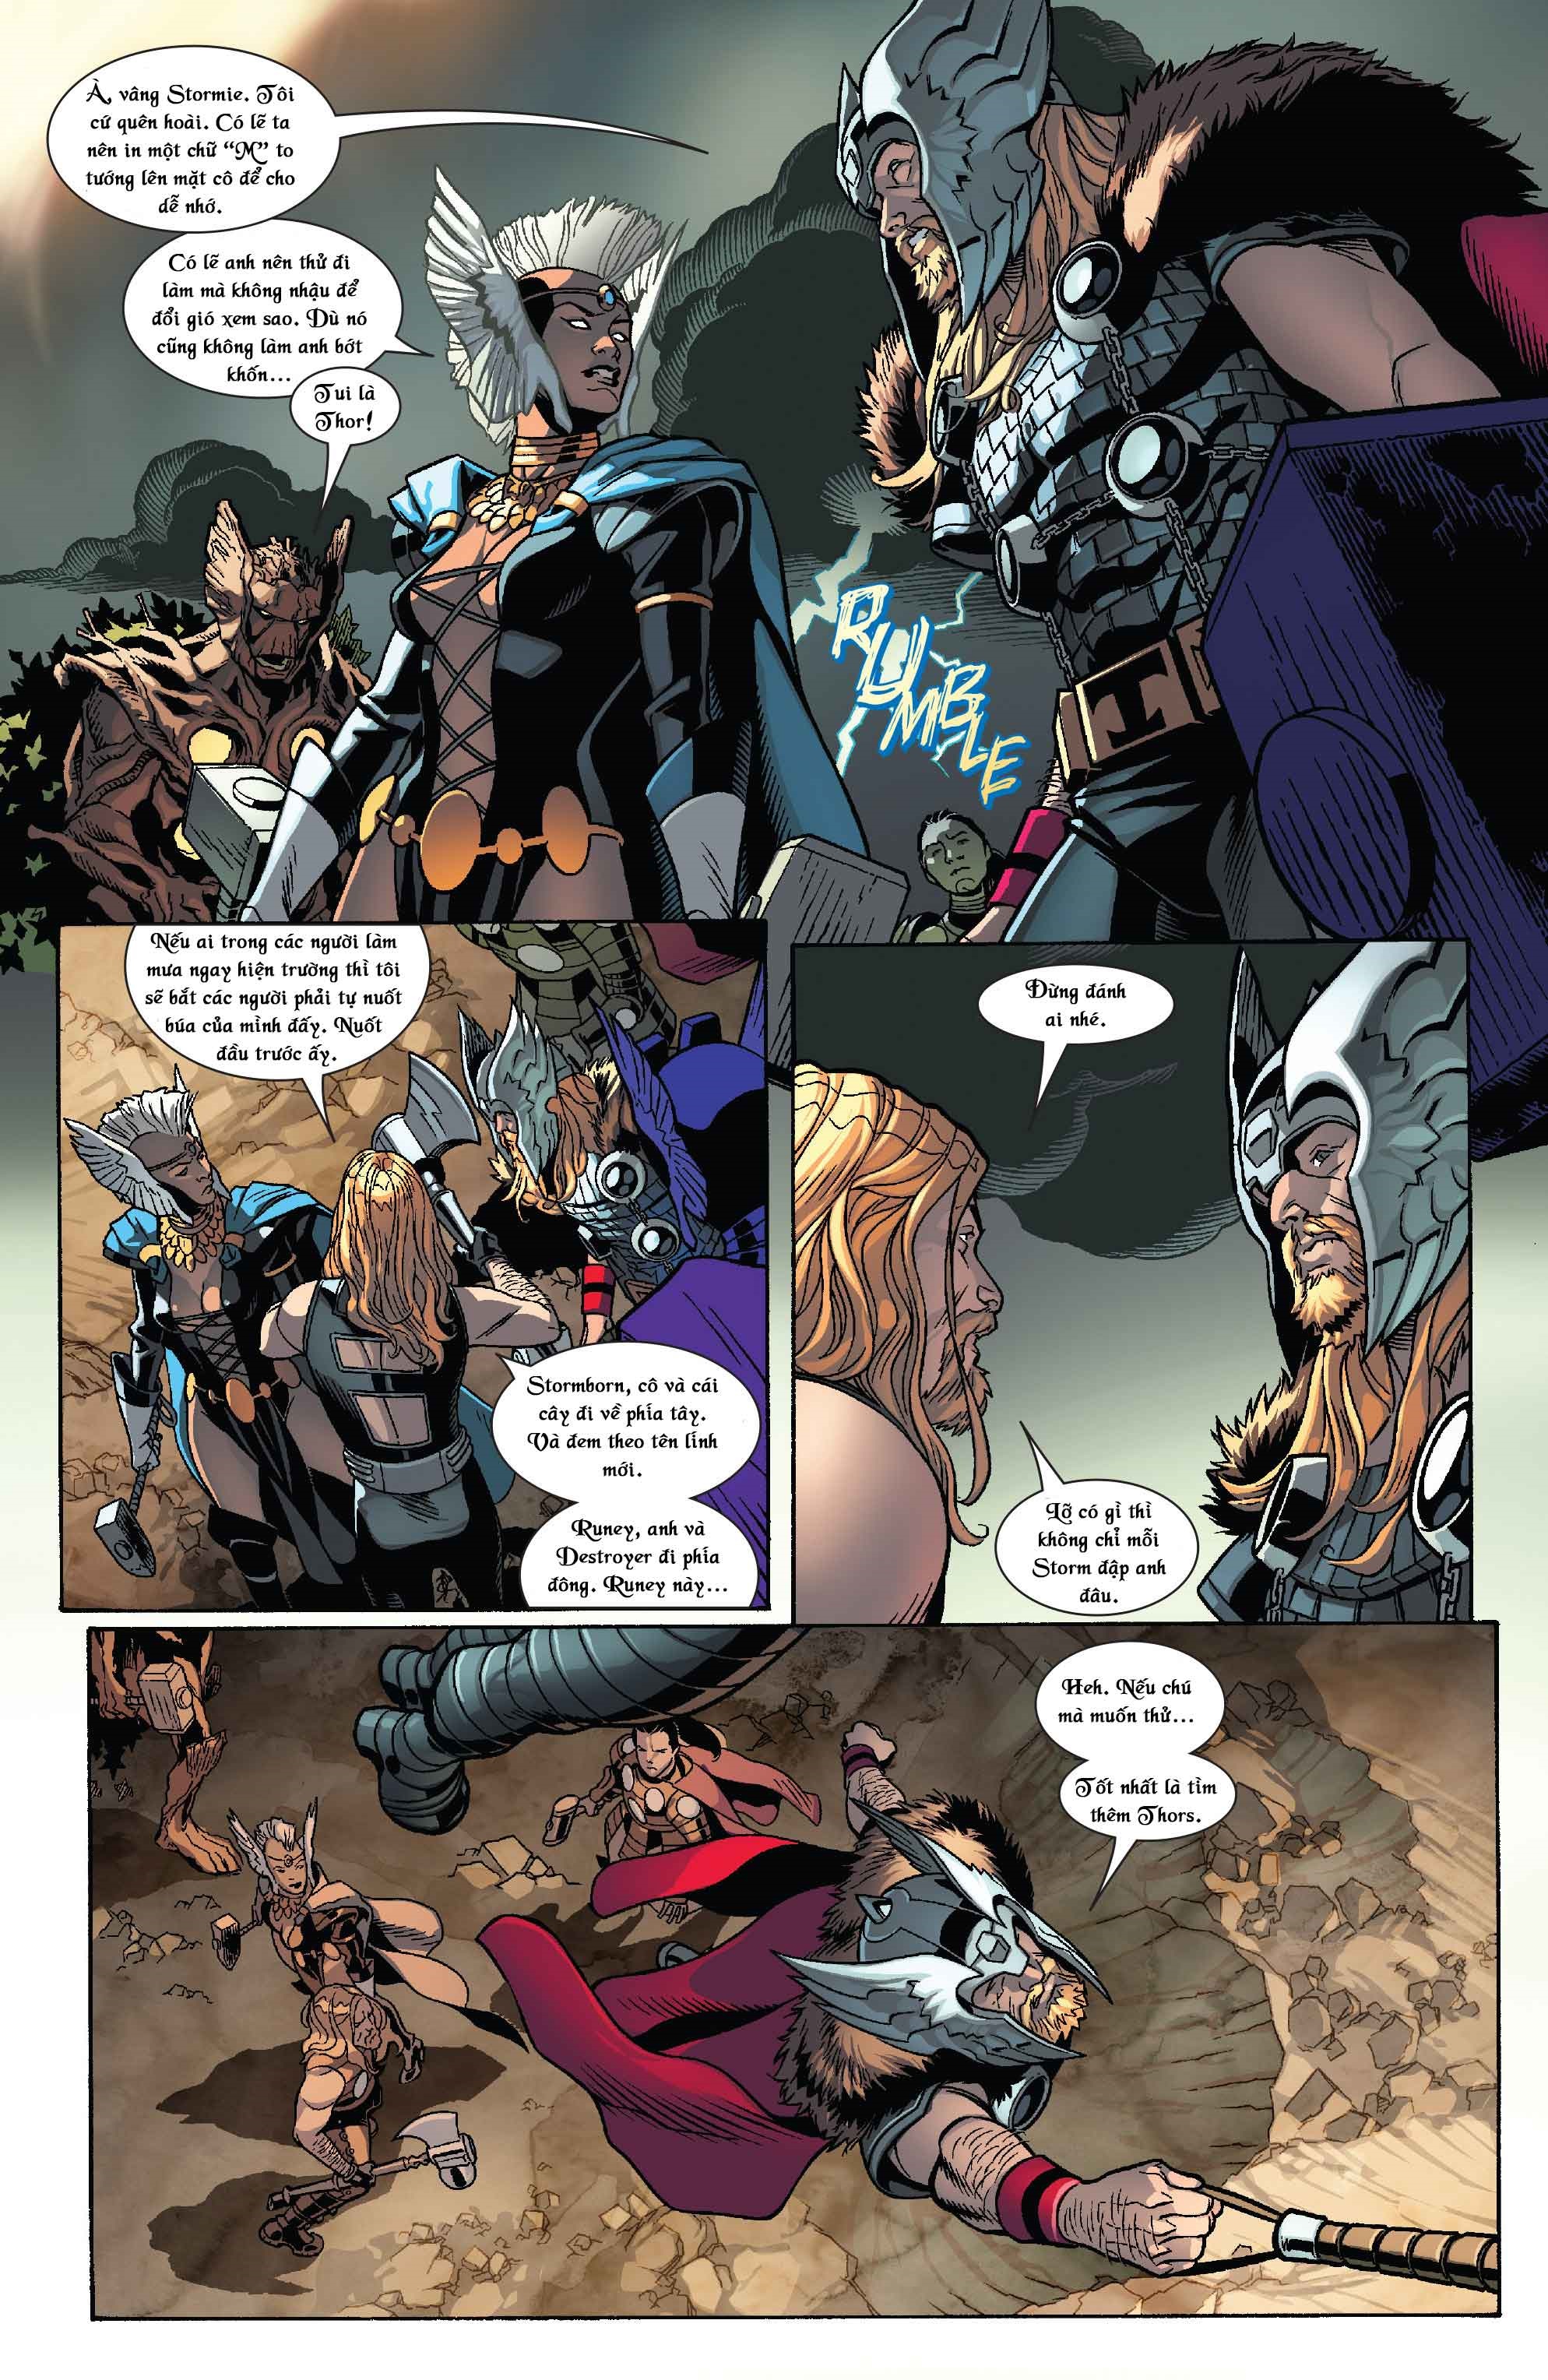 À, vâng Stormie. Tôi
cứ quên hoài. Có lẽ ta
nên in một chữ “M” to
tướng lên mặt cô để cho
dễ nhớ.
Có lẽ anh nên thử đi
làm mà không nhậu để
đổi gió xem sao. Dù nó
cũng không làm anh bớt
khốn...
Tui là
Thor!
RUMBLE
Nếu ai trong các người làm
mưa ngay hiện trường thì tôi
sẽ bắt các người phải tự nuốt
búa của mình đấy. Nuốt
đầu trước ấy.
Stormborn, cô và cái
cây đi về phía tây.
Và đem theo tên lính
mới.
Runey, anh và
Destroyer đi phía
đông. Runey này...
Đừng đánh
ai nhé.
Lỡ có gì thì
không chỉ mỗi
Storm đập anh
đâu.
Heh. Nếu chú
mà muốn thử...
Tốt nhất là tìm
thêm Thors.